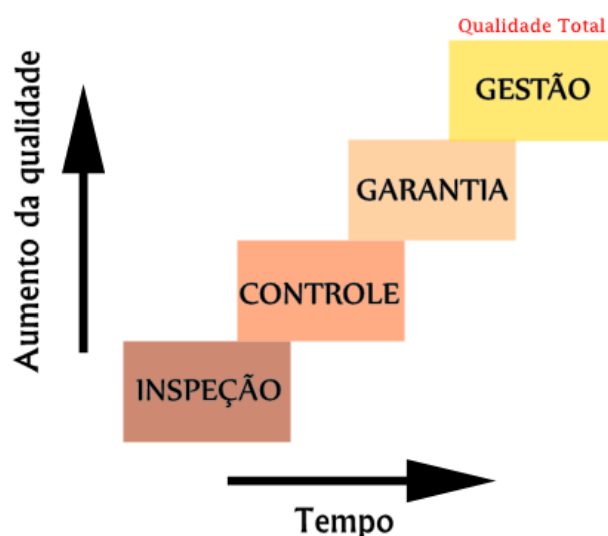 Qualidade Total
GESTÃO
GARANTIA
CONTROLE
INSPEÇÃO
Aumento da qualidade
Tempo